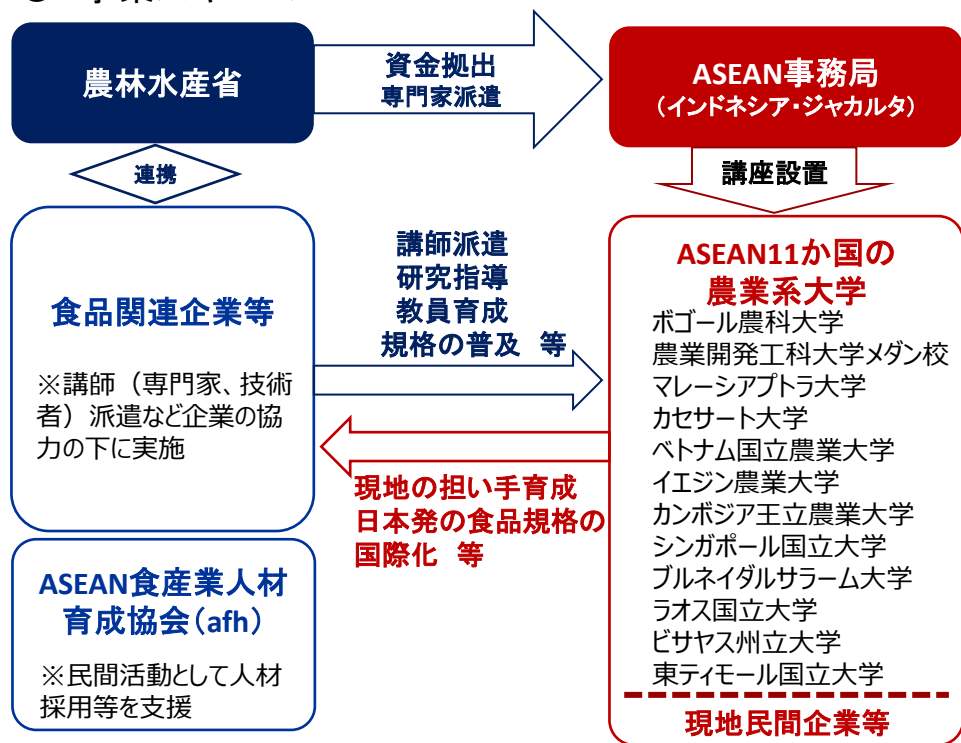 農林水産省
資金拠出
専門家派遣
ASEAN事務局
（インドネシア・ジャカルタ）
連携
講座設置
食品関連企業等
※講師（専門家、技術
者）派遣など企業の協
力の下に実施
講師派遣
研究指導
教員育成
規格の普及 等
現地の担い手育成
日本発の食品規格の
国際化 等
ASEAN11か国の
農業系大学
ボゴール農科大学
農業開発工科大学メダン校
マレーシアプトラ大学
カセサート大学
ベトナム国立農業大学
イエジン農業大学
カンボジア王立農業大学
シンガポール国立大学
ブルネイダルサラーム大学
ラオス国立大学
ビサヤス州立大学
東ティモール国立大学
現地民間企業等
ASEAN食産業人材
育成協会（afh）
※民間活動として人材
採用等を支援